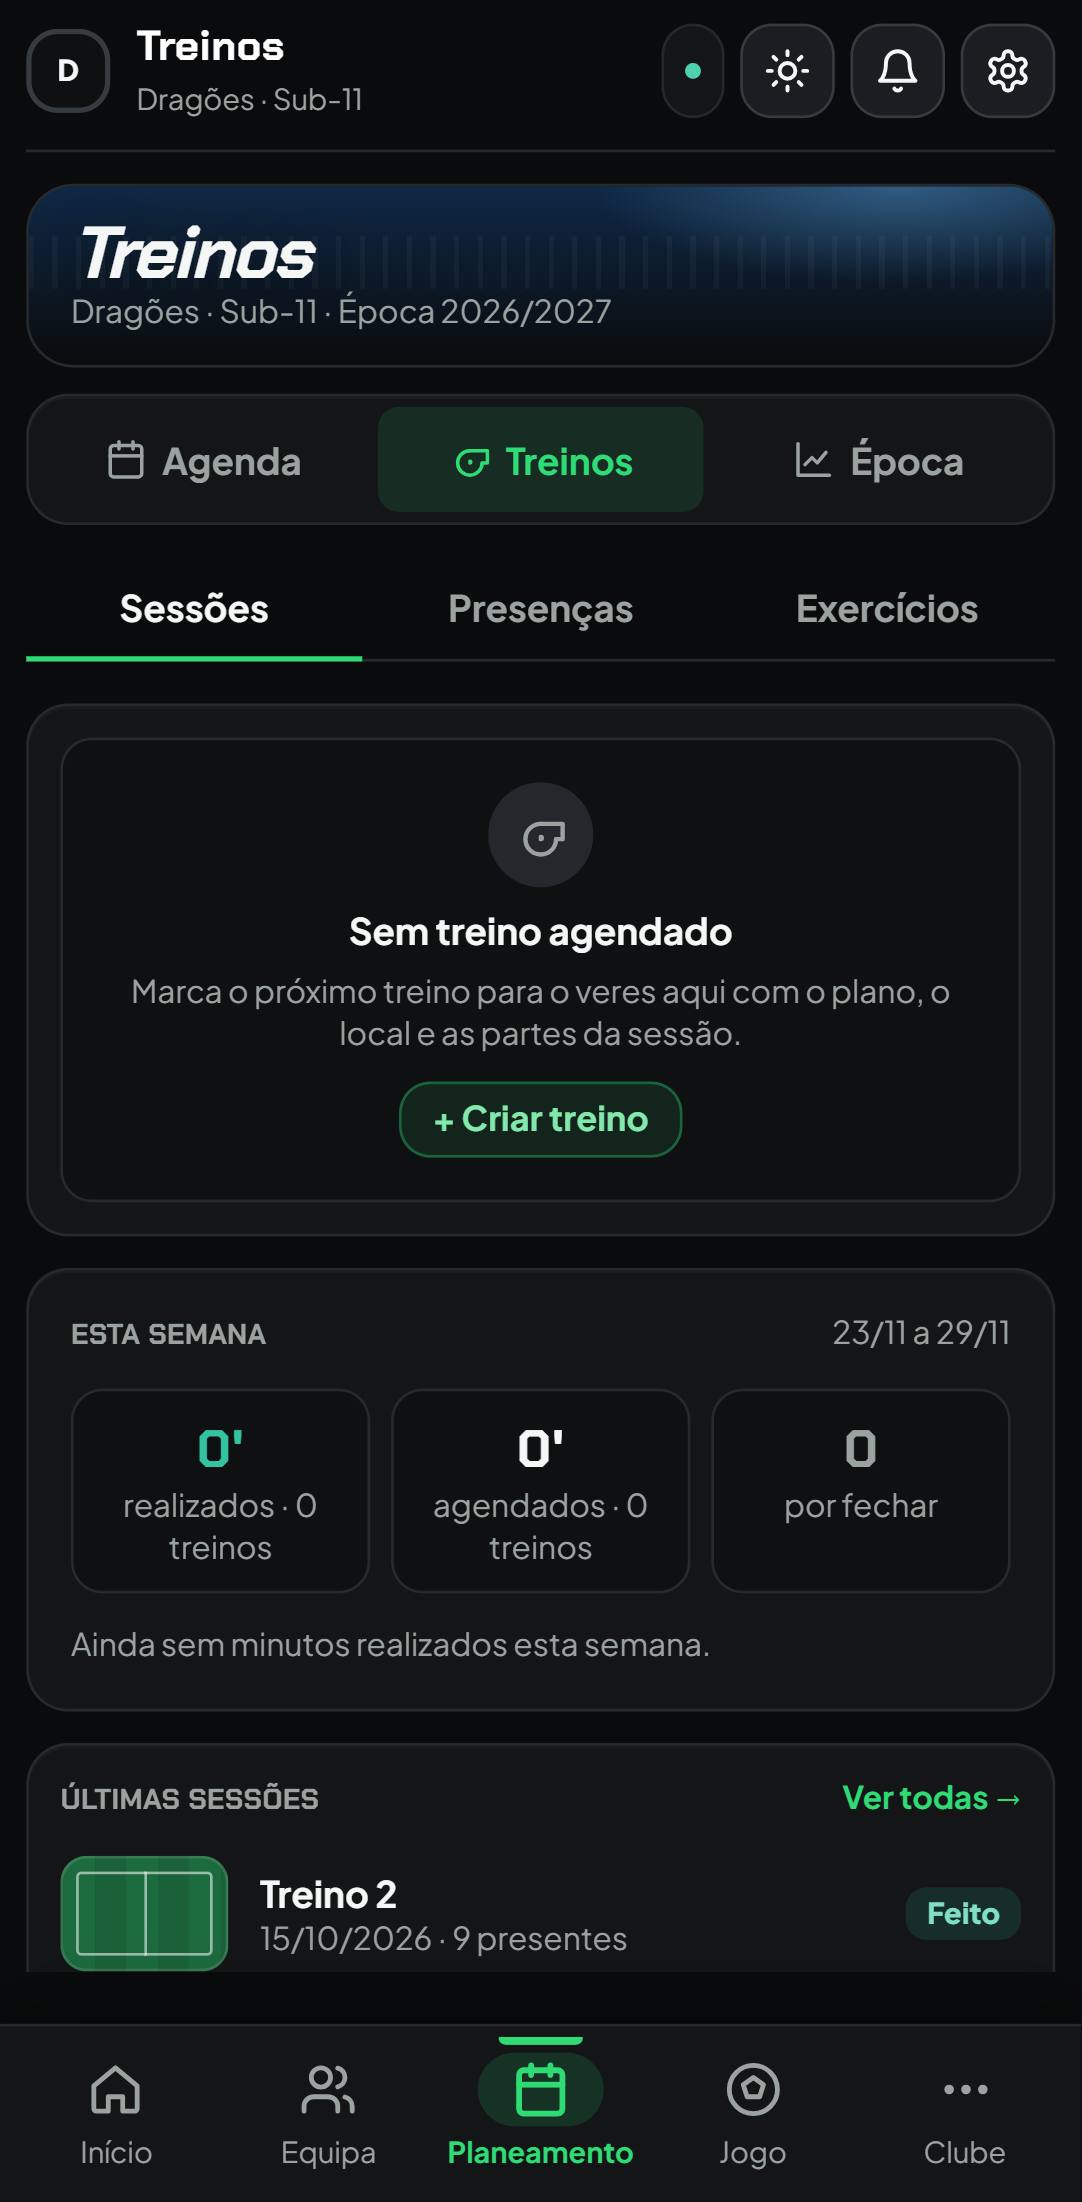 D
Treinos
Dragões · Sub-11
Treinos
Dragões · Sub-11 · Época 2026/2027
Agenda
Treinos
Época
Sessões
Presenças
Exercícios
Sem treino agendado
Marca o próximo treino para o veres aqui com o plano, o
local e as partes da sessão.
+ Criar treino
ESTA SEMANA
23/11 a 29/11
0'
realizados · 0
treinos
0'
agendados · 0
treinos
0
por fechar
Ainda sem minutos realizados esta semana.
ÚLTIMAS SESSÕES
Ver todas →
Treino 2
15/10/2026 · 9 presentes
Feito
Início
Equipa
Planeamento
Jogo
Clube